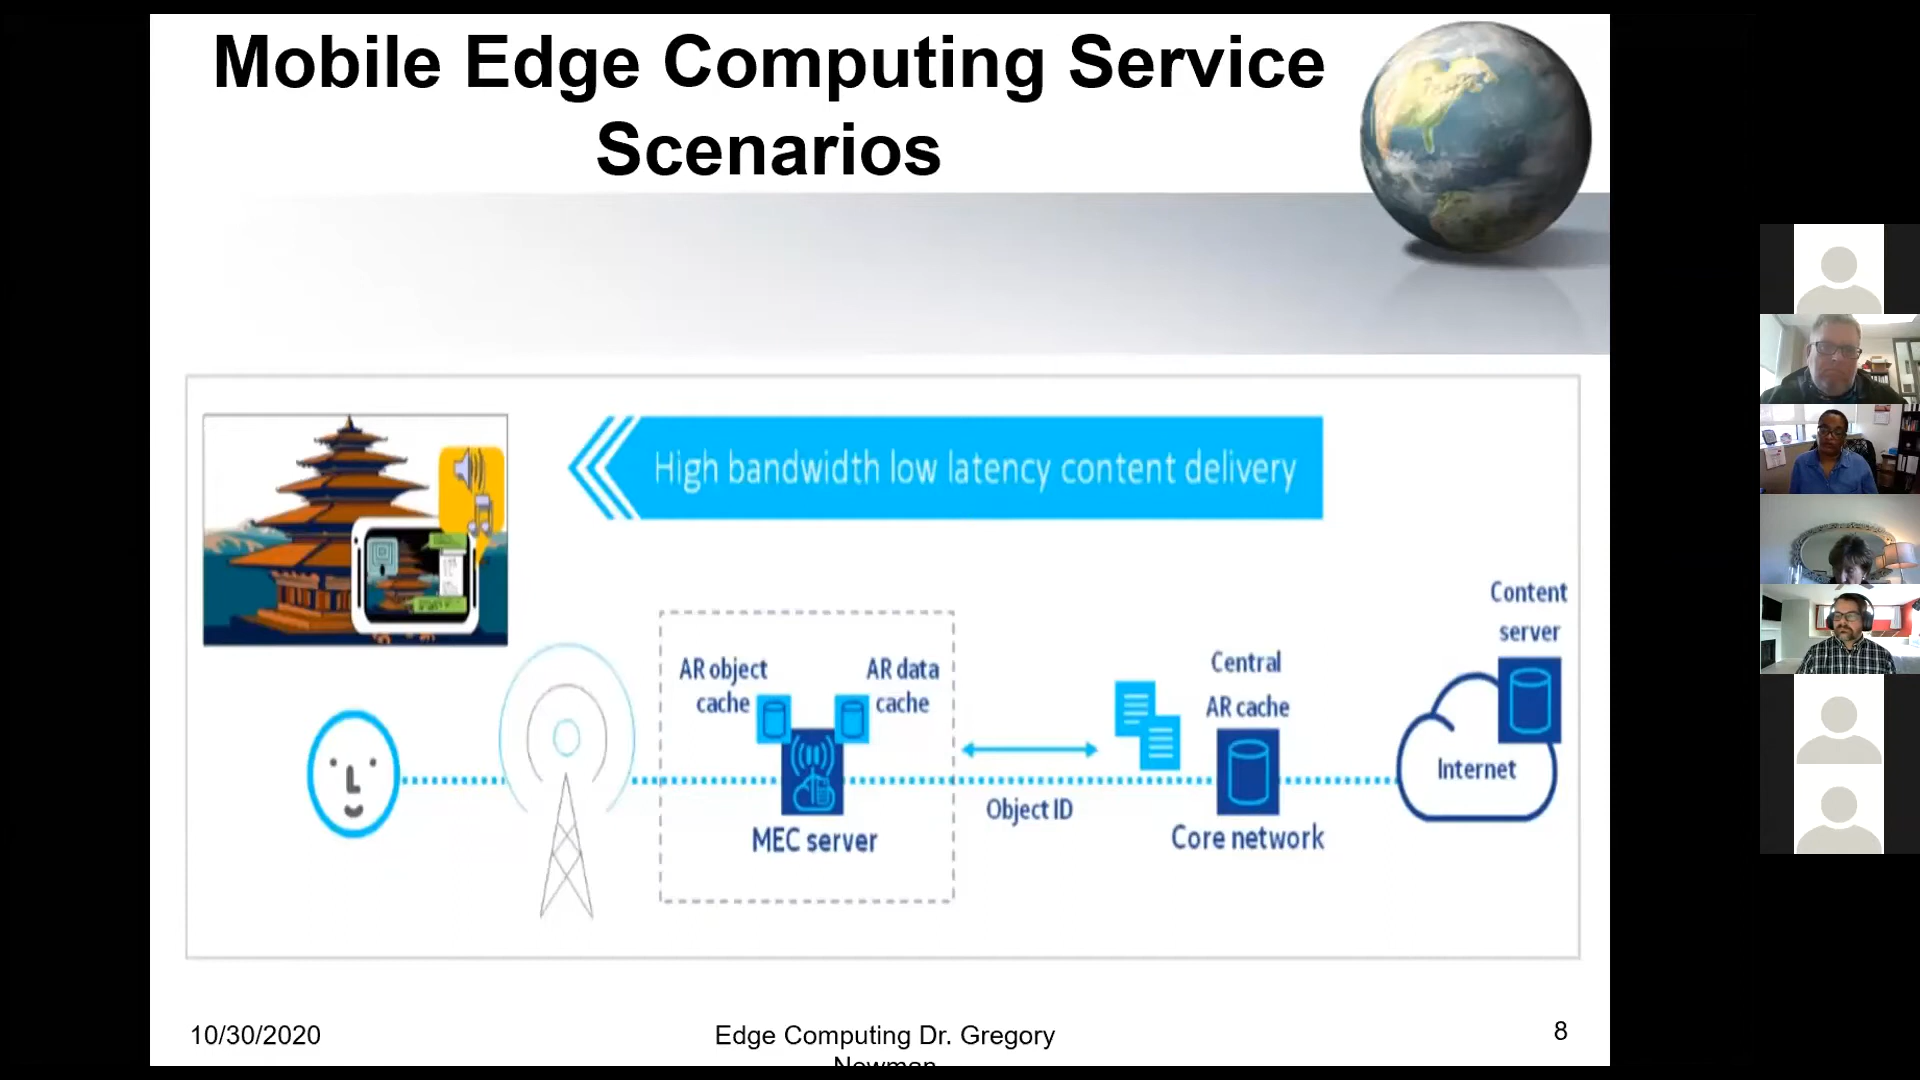 Mobile Edge Computing Service
Scenarios
High bandwidth low latency content delivery
Content
server
AR object
cache
AR data
cache
Central
AR cache
Internet
Object ID
MEC server
Core network
10/30/2020
Edge Computing Dr. Gregory
Newman
8